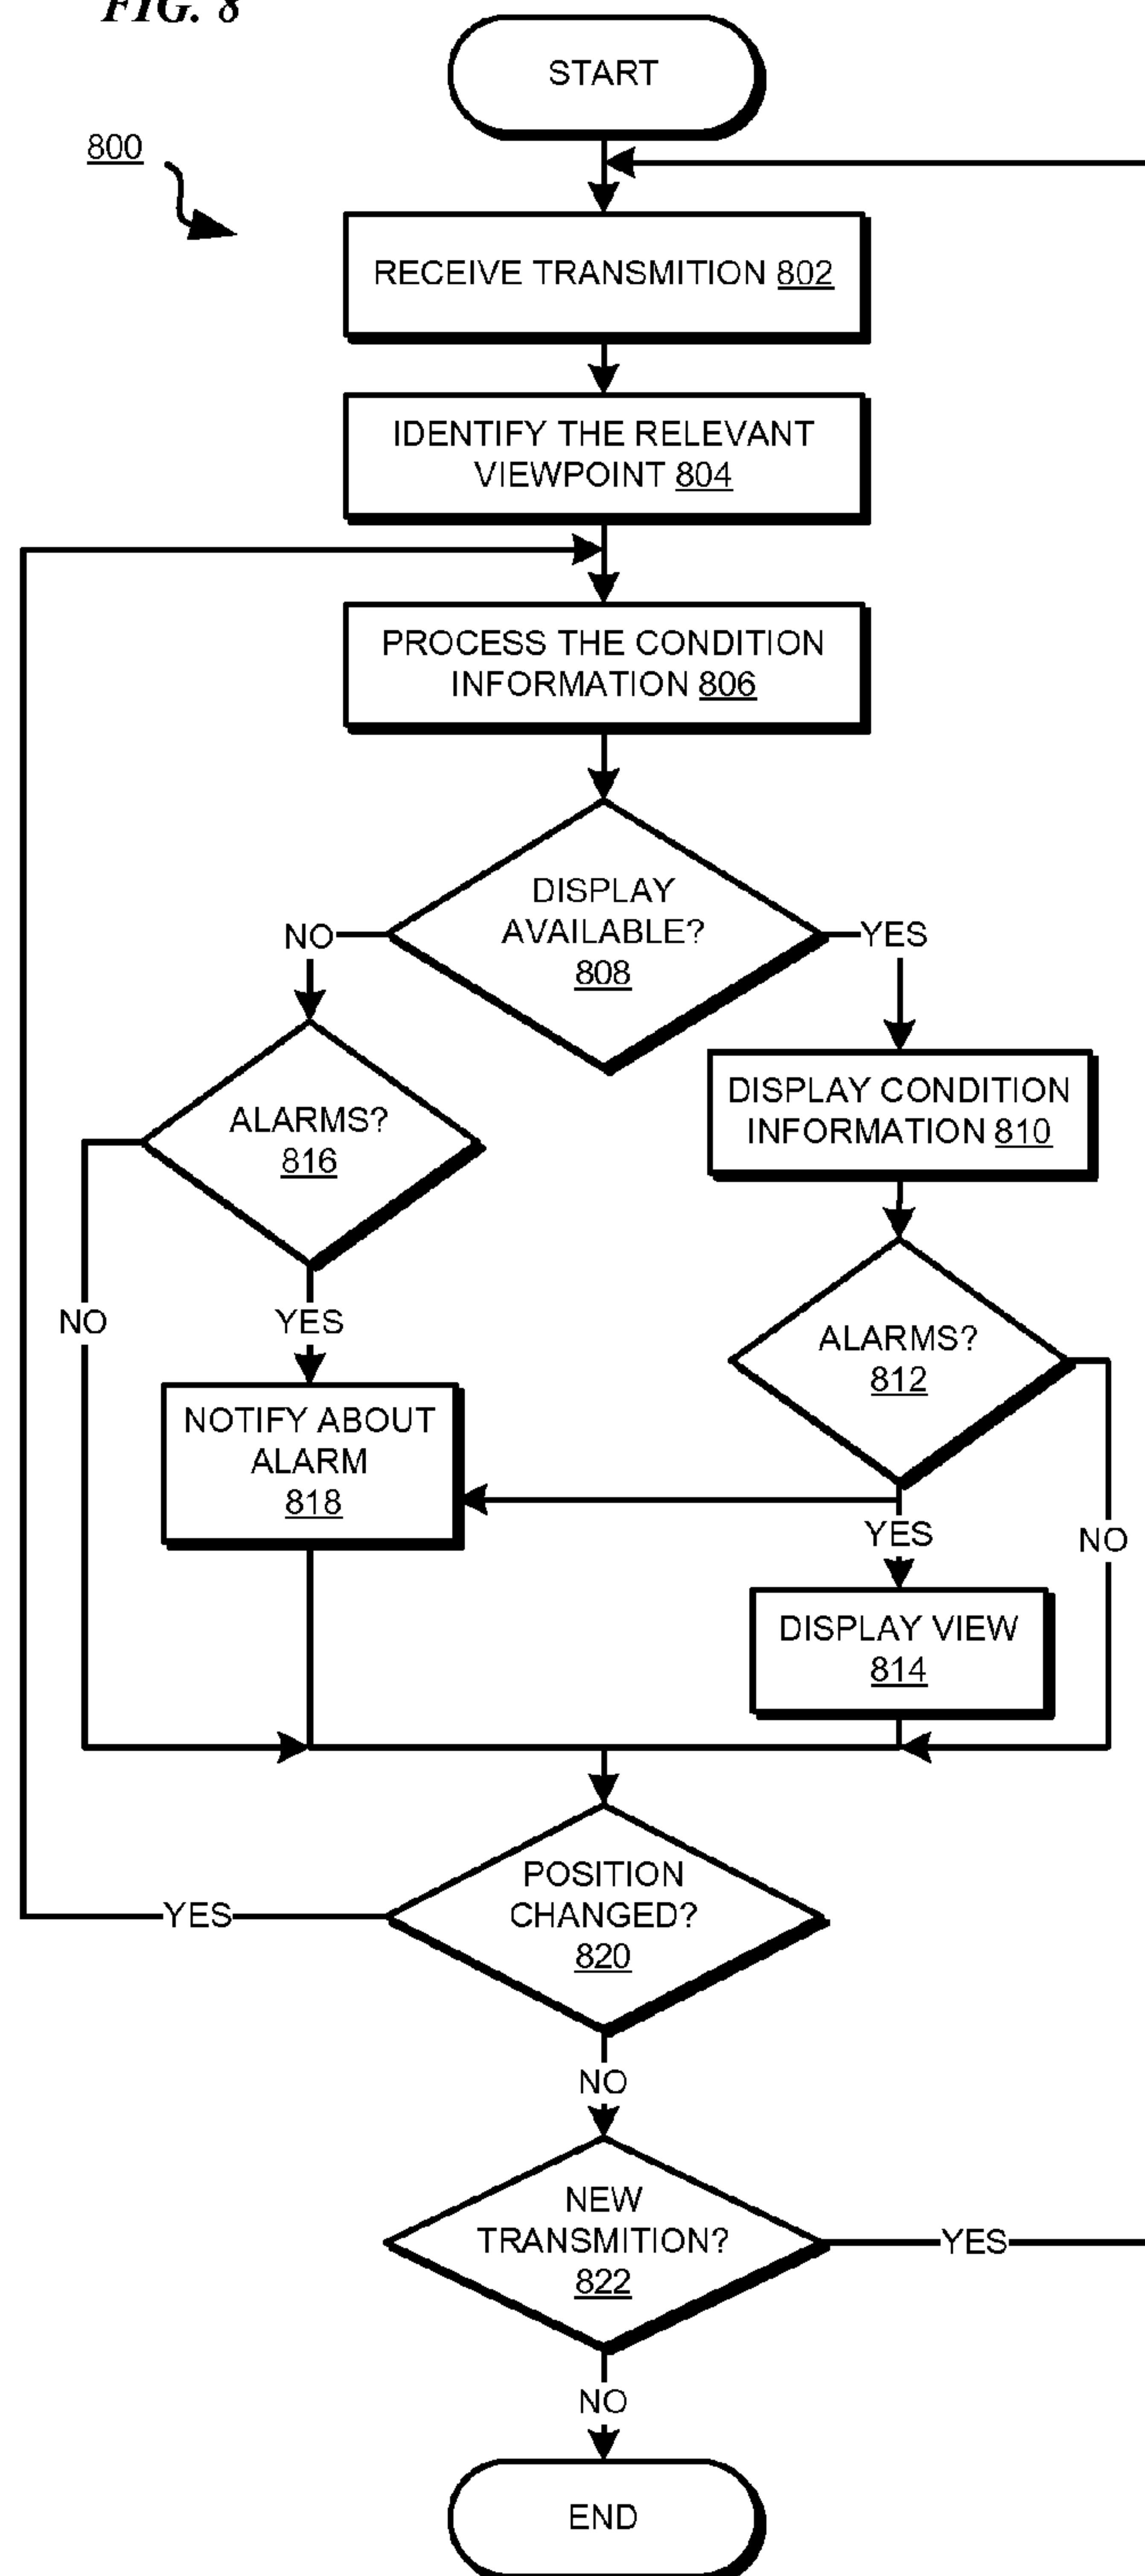 FIG. 8
START
800
RECEIVE TRANSMITION 802
IDENTIFY THE RELEVANT
VIEWPOINT 804
PROCESS THE CONDITION
INFORMATION 806
DISPLAY
AVAILABLE?
808
NO
YES
ALARMS?
816
DISPLAY CONDITION
INFORMATION 810
NO
YES
ALARMS?
812
NOTIFY ABOUT
ALARM
818
YES
NO
DISPLAY VIEW
814
POSITION
CHANGED?
820
YES
NO
NEW
TRANSMITION?
822
YES
NO
END